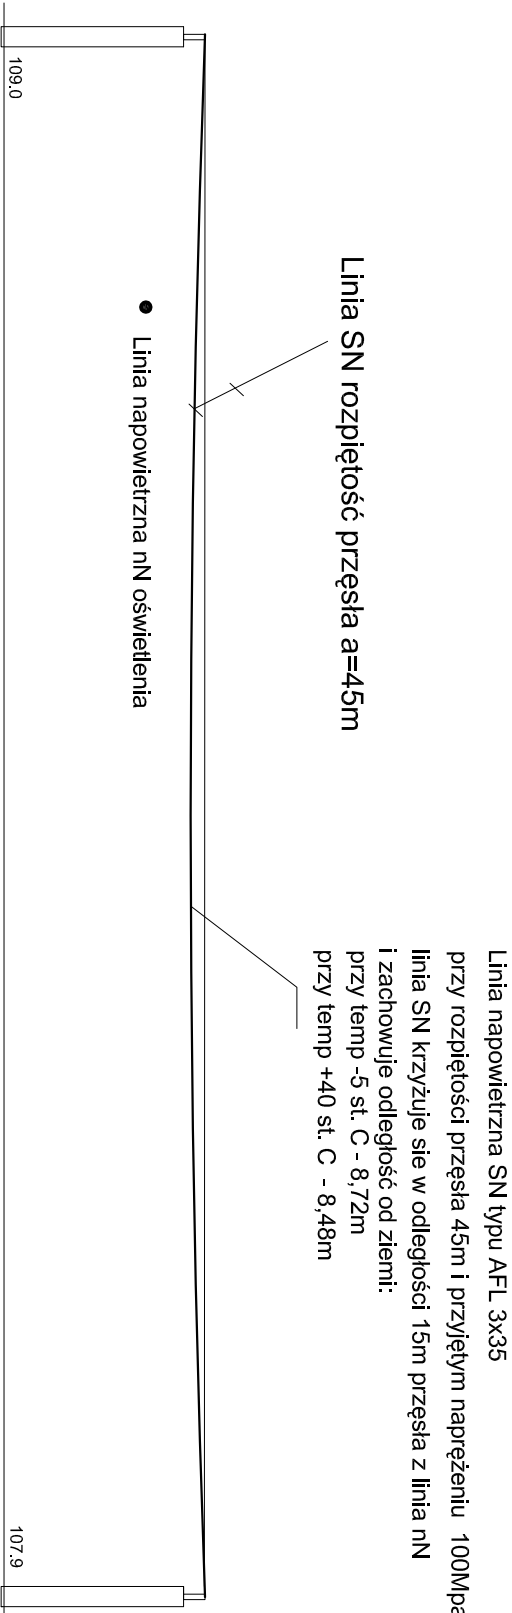 Linia napowietrzna SN typu AFL 3x35
przy rozpiętości przęsła 45m i przyjętym naprężeniu 100Mpa
linia SN krzyżuje sie w odległości 15m przęsła z linia nN
i zachowuje odległość od ziemi:
przy temp -5 st. C - 8,72m
przy temp +40 st. C - 8,48m
Linia SN rozpiętość przęsła a=45m
Linia napowietrzna nN oświetlenia
109.0
107.9